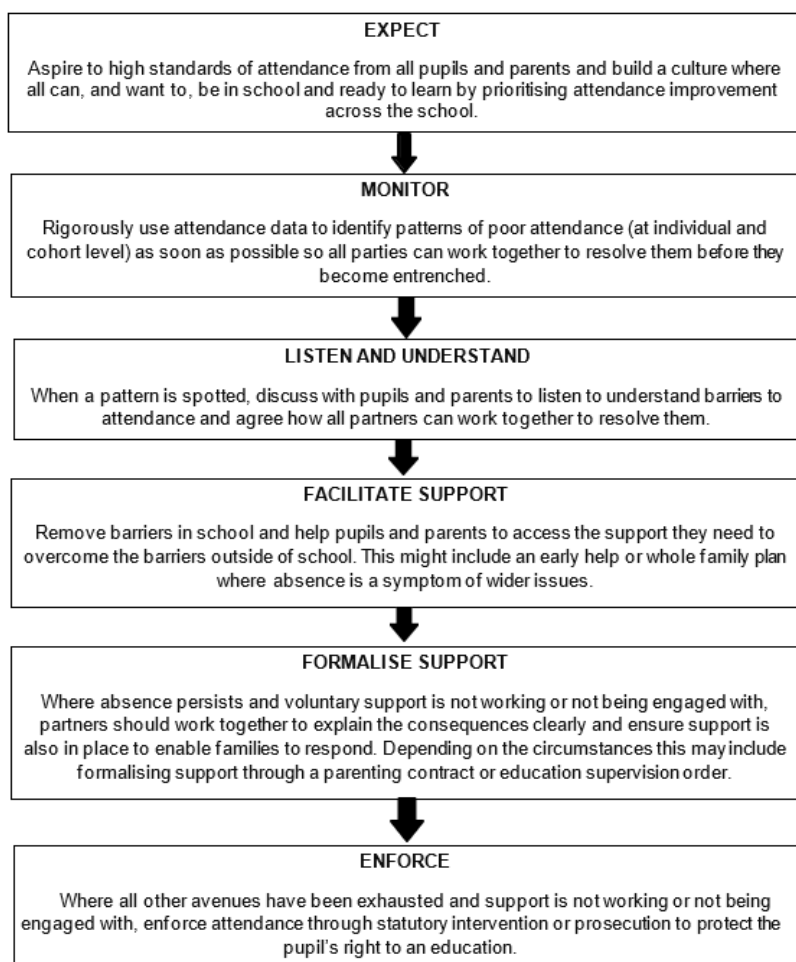 EXPECT
Aspire to high standards of attendance from all pupils and parents and build a culture where
all can, and want to, be in school and ready to learn by prioritising attendance improvement
across the school.
MONITOR
Rigorously use attendance data to identify patterns of poor attendance (at individual and
cohort level) as soon as possible so all parties can work together to resolve them before they
become entrenched.
LISTEN AND UNDERSTAND
When a pattern is spotted, discuss with pupils and parents to listen to understand barriers to
attendance and agree how all partners can work together to resolve them.
FACILITATE SUPPORT
Remove barriers in school and help pupils and parents to access the support they need to
overcome the barriers outside of school. This might include an early help or whole family plan
where absence is a symptom of wider issues.
FORMALISE SUPPORT
Where absence persists and voluntary support is not working or not being engaged with,
partners should work together to explain the consequences clearly and ensure support is
also in place to enable families to respond. Depending on the circumstances this may include
formalising support through a parenting contract or education supervision order.
ENFORCE
Where all other avenues have been exhausted and support is not working or not being
engaged with, enforce attendance through statutory intervention or prosecution to protect the
pupil's right to an education.